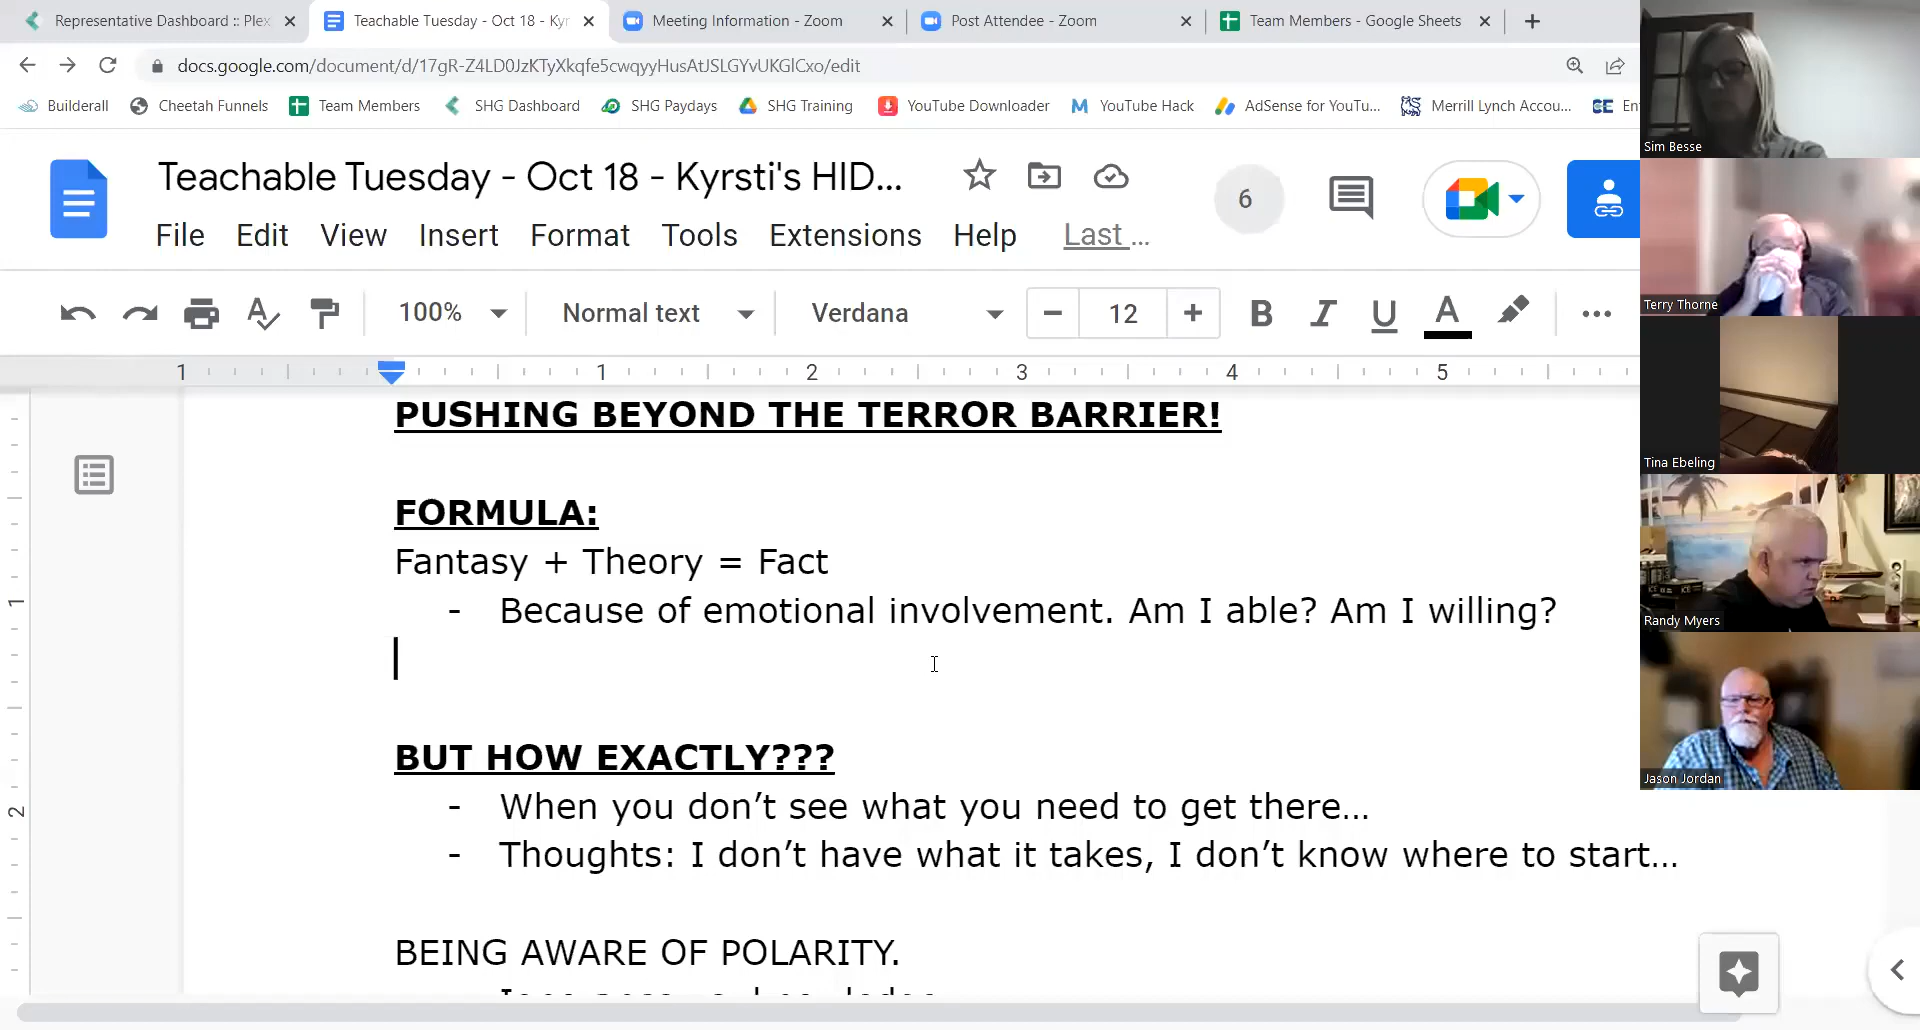 Representative Dashboard :: Plex
Teachable Tuesday - Oct 18 - Kyr
Meeting Information - Zoom
Post Attendee - Zoom
Team Members - Google Sheets
docs.google.com/document/d/17gR-Z4LD0JzKTyXkqfe5cwqyyHusAtJSLGYvUKGlCxo/edit
Builderall
Cheetah Funnels
Team Members
SHG Dashboard
SHG Paydays
SHG Training
YouTube Downloader
YouTube Hack
AdSense for YouTu...
Merrill Lynch Accou...
CE En
Teachable Tuesday - Oct 18 - Kyrsti's HID...
6
File Edit View Insert Format Tools Extensions Help Last ...
100% Normal text Verdana − 12 + B I U A
1 1 2 3 4 5
PUSHING BEYOND THE TERROR BARRIER!
FORMULA:
Fantasy + Theory = Fact
- Because of emotional involvement. Am I able? Am I willing?
1
BUT HOW EXACTLY???
- When you don’t see what you need to get there…
2
- Thoughts: I don’t have what it takes, I don’t know where to start…
BEING AWARE OF POLARITY.
Sim Besse
Terry Thorne
Tina Ebeling
Randy Myers
Jason Jordan